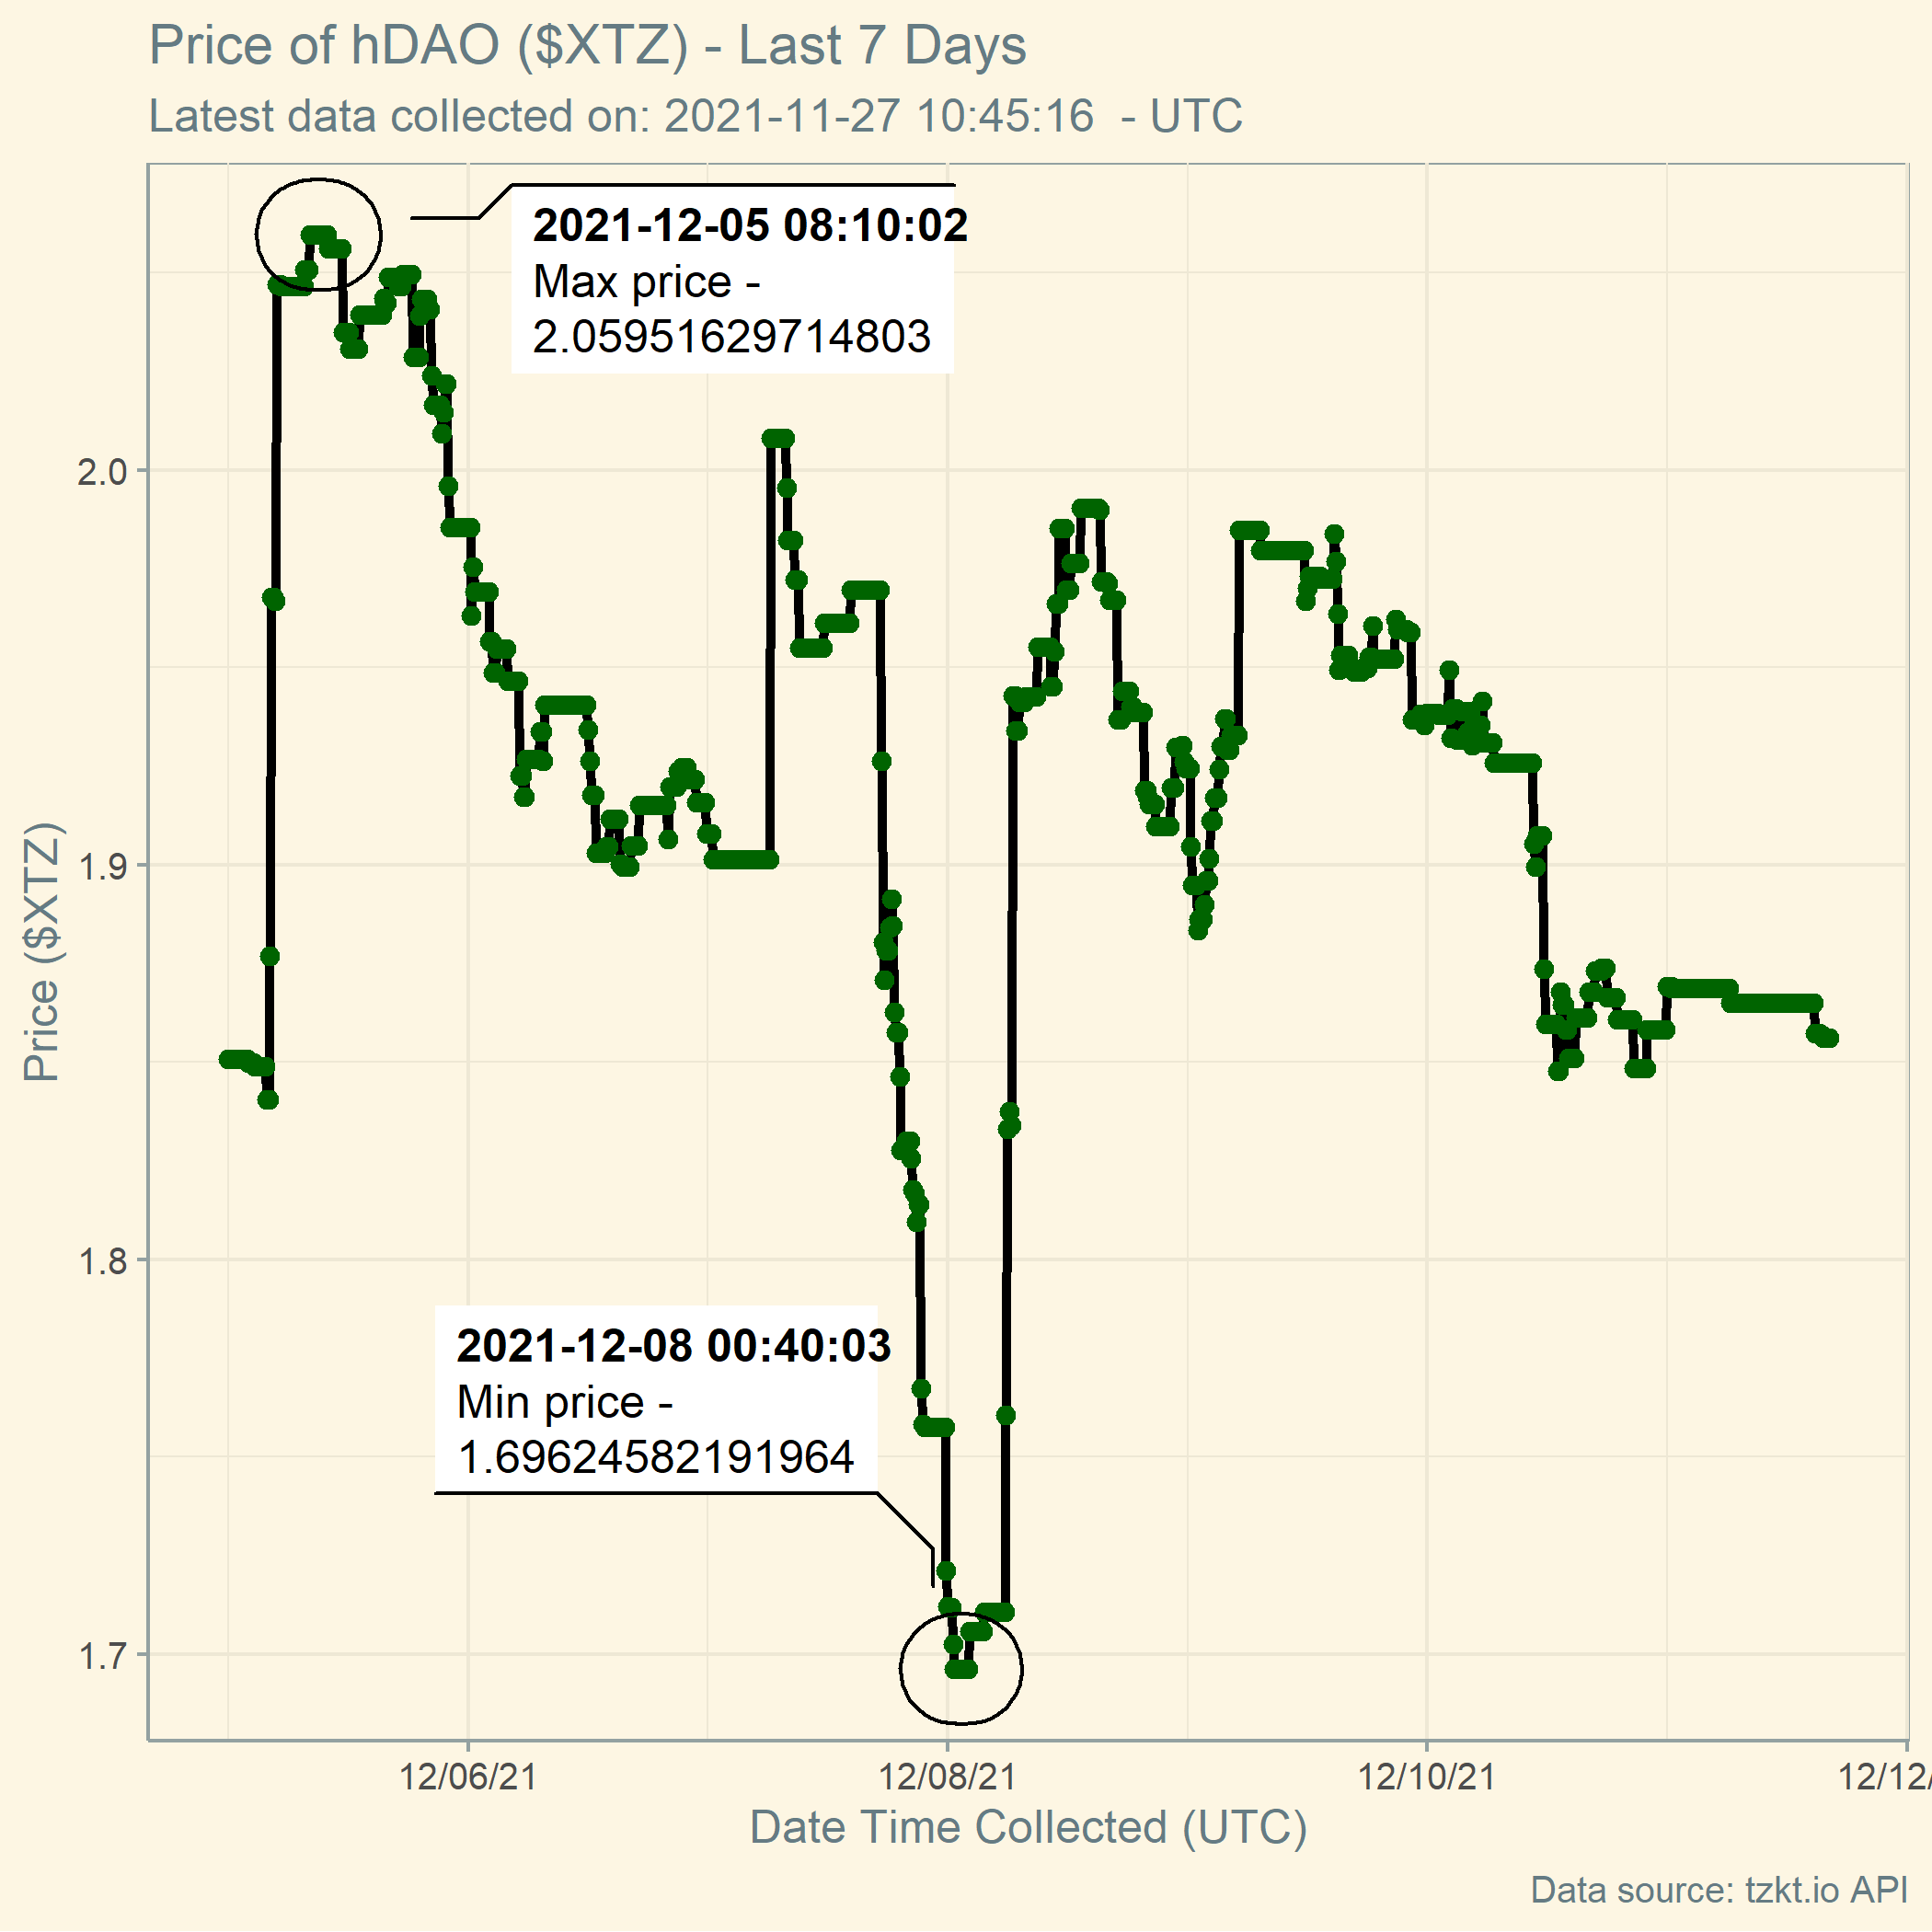 Price of hDAO ($XTZ) - Last 7 Days
Latest data collected on: 2021-11-27 10:45:16  - UTC
2021-12-05 08:10:02
Max price -
2.05951629714803
2.0
1.9
1.8
1.7
Price ($XTZ)
2021-12-08 00:40:03
Min price -
1.69624582191964
12/06/21
12/08/21
12/10/21
12/12/
Date Time Collected (UTC)
Data source: tzkt.io API